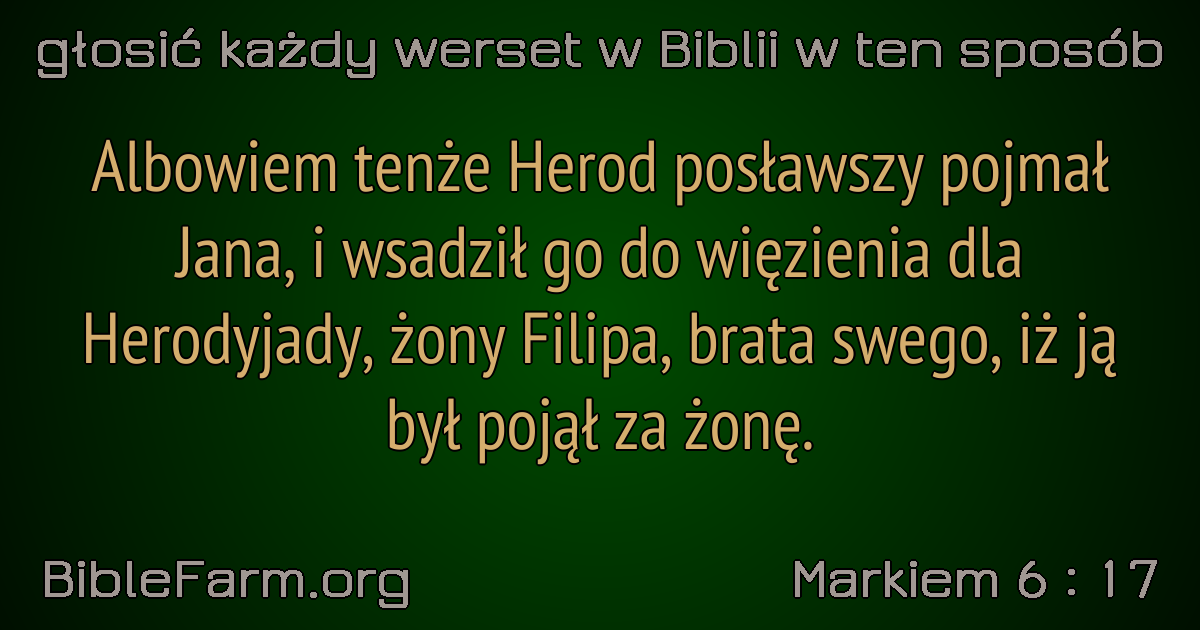 głosić każdy werset w Biblii w ten sposób
Albowiem tenże Herod posławszy pojmał
Jana, i wsadził go do więzienia dla
Herodyjady, żony Filipa, brata swego, iż ją
był pojął za żonę.
BibleFarm.org
Markiem 6 : 17